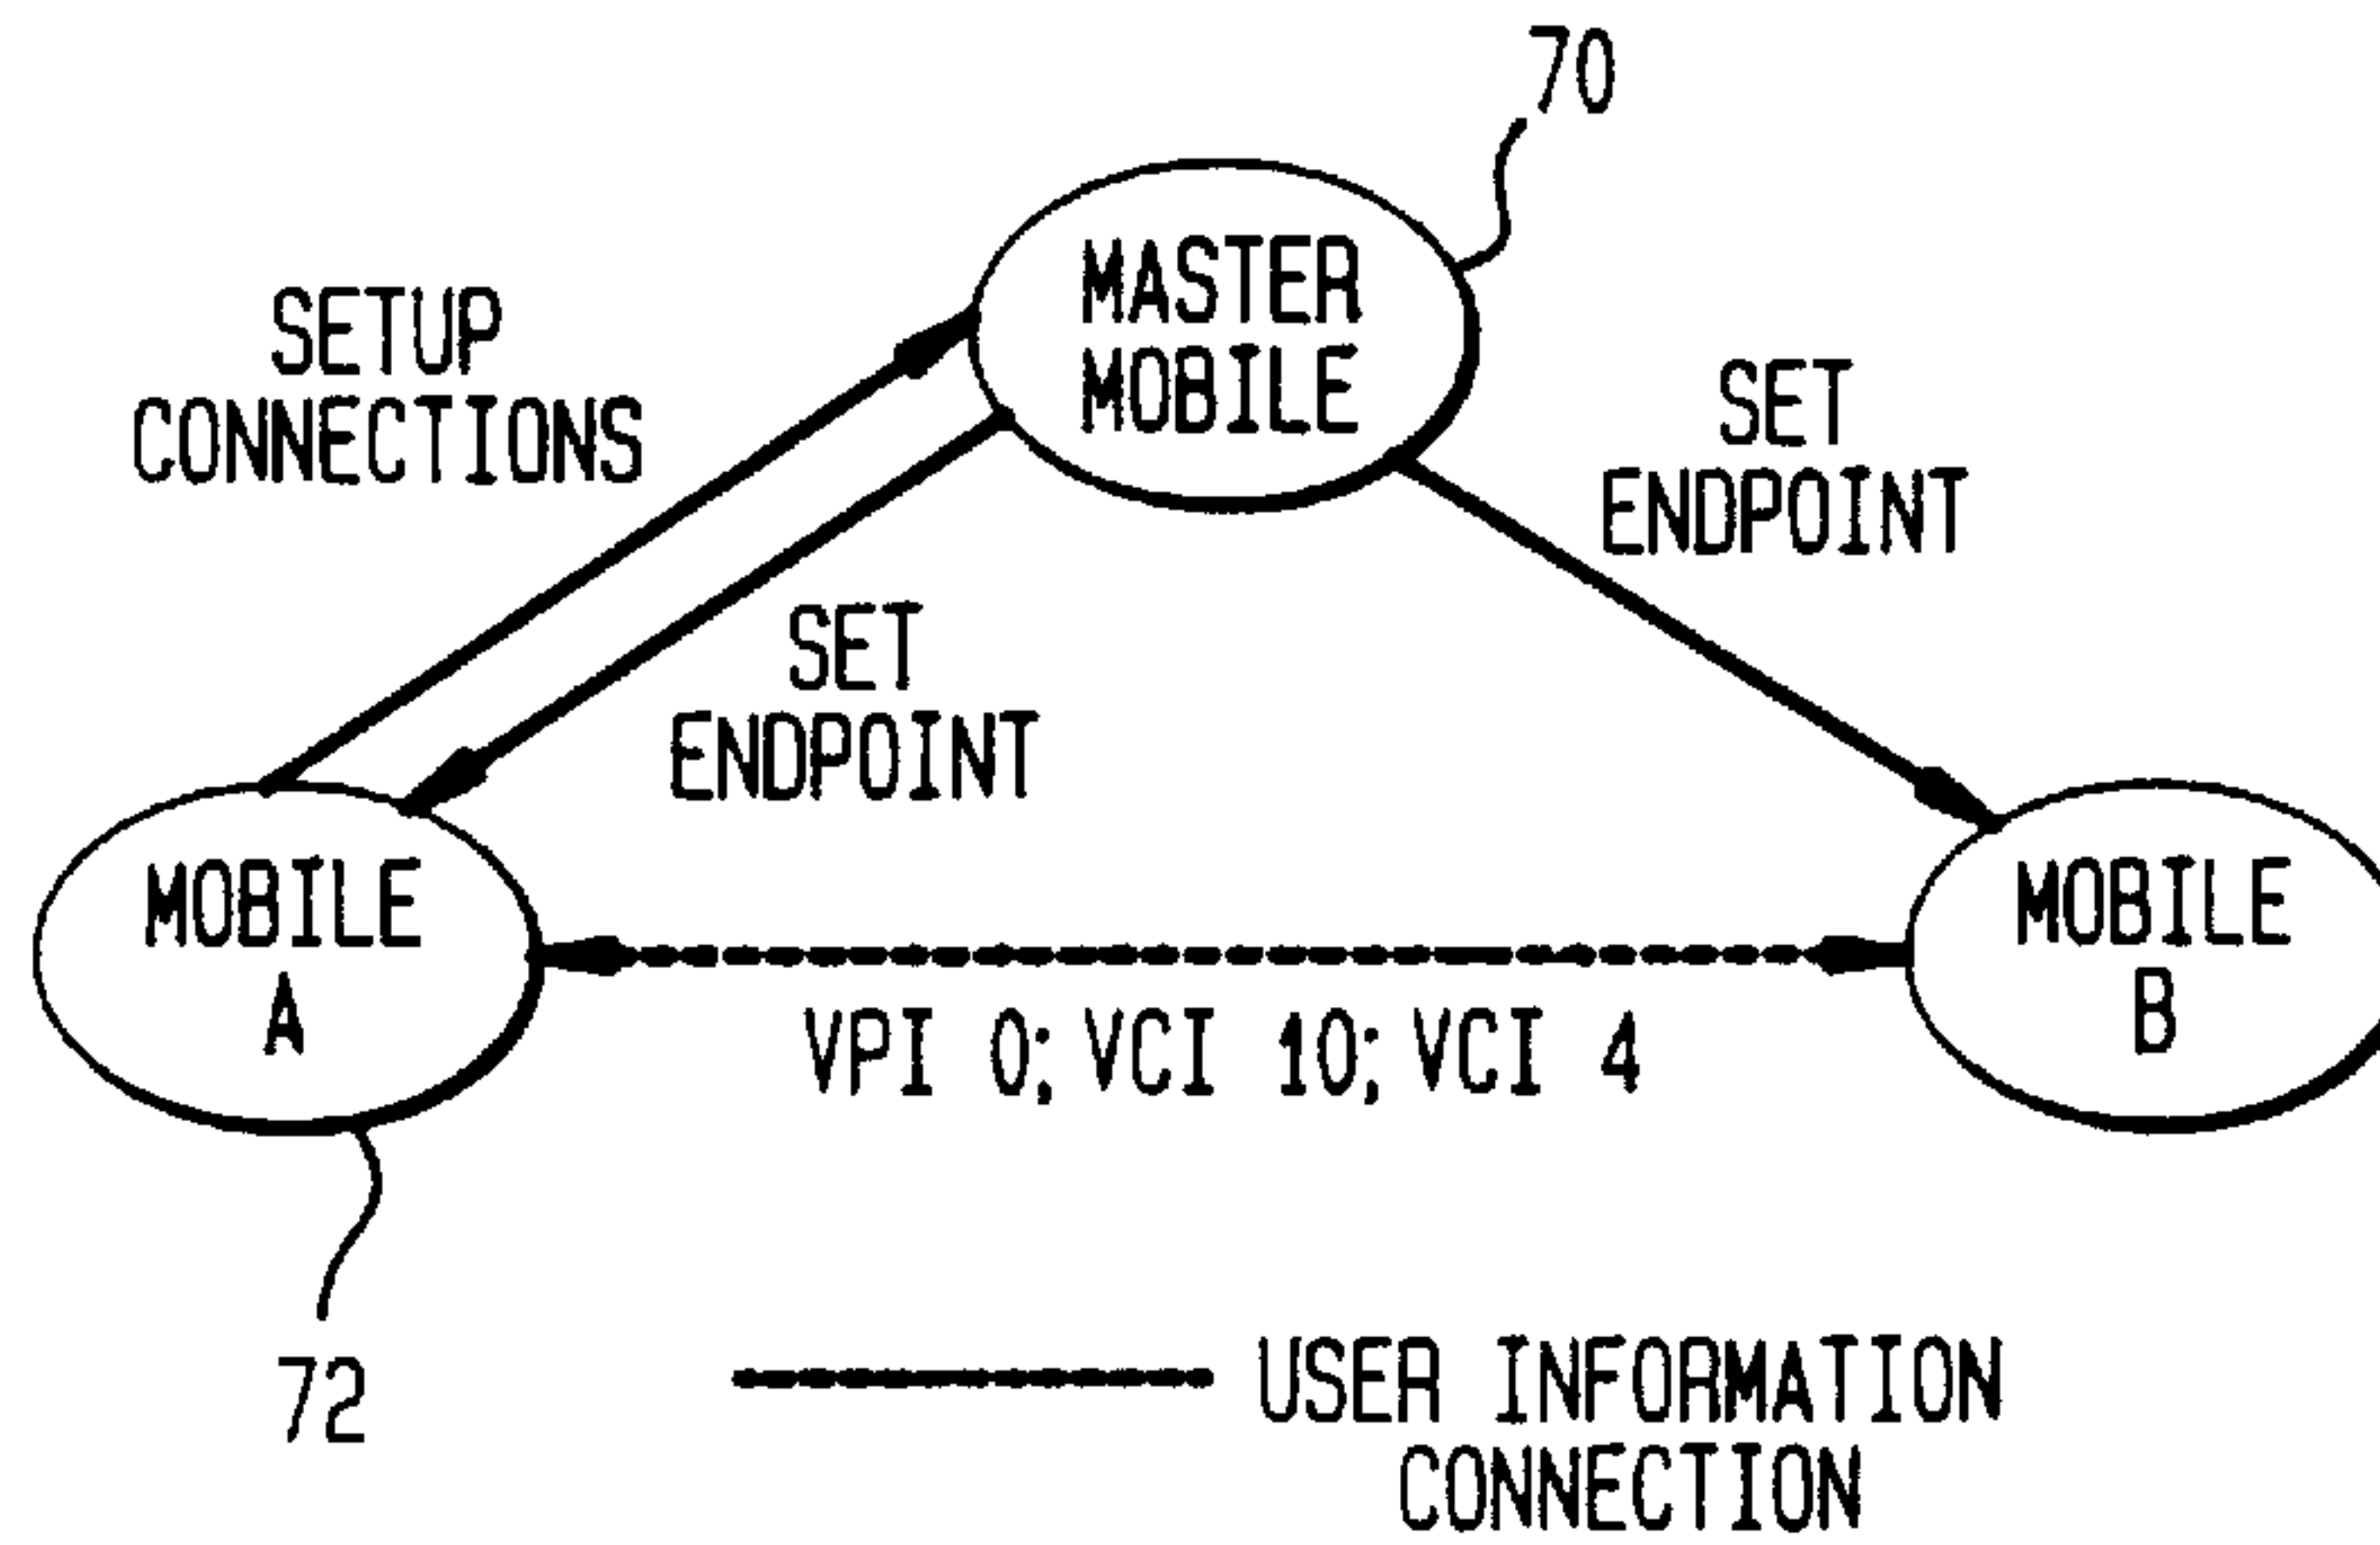 70
MASTER
MOBILE
SETUP
CONNECTIONS
SET
ENDPOINT
SET
ENDPOINT
MOBILE
A
MOBILE
B
VPI 0; VCI 10; VCI 4
72
USER INFORMATION
CONNECTION